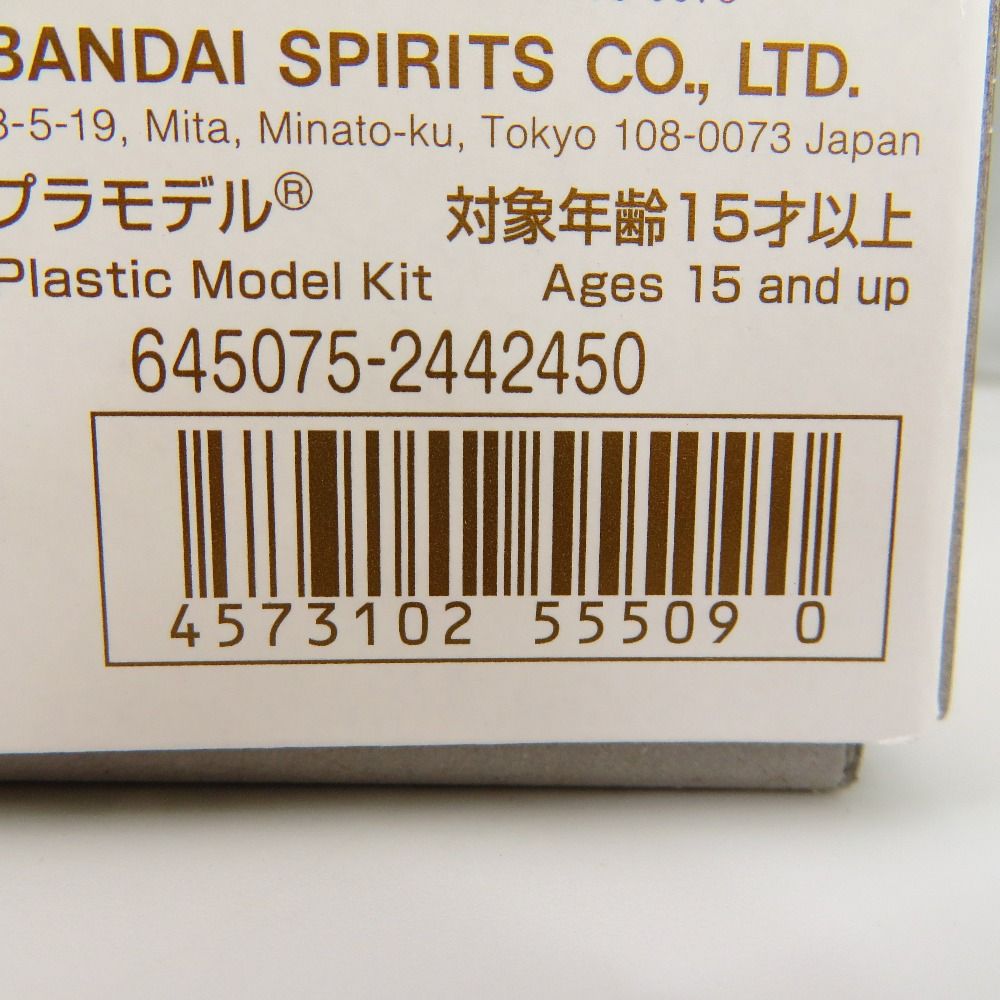 BANDAI SPIRITS CO., LTD.
3-5-19, Mita, Minato-ku, Tokyo 108-0073 Japan
プラモデル® 対象年齢15才以上
Plastic Model Kit Ages 15 and up
645075-2442450
4573102 55509 0